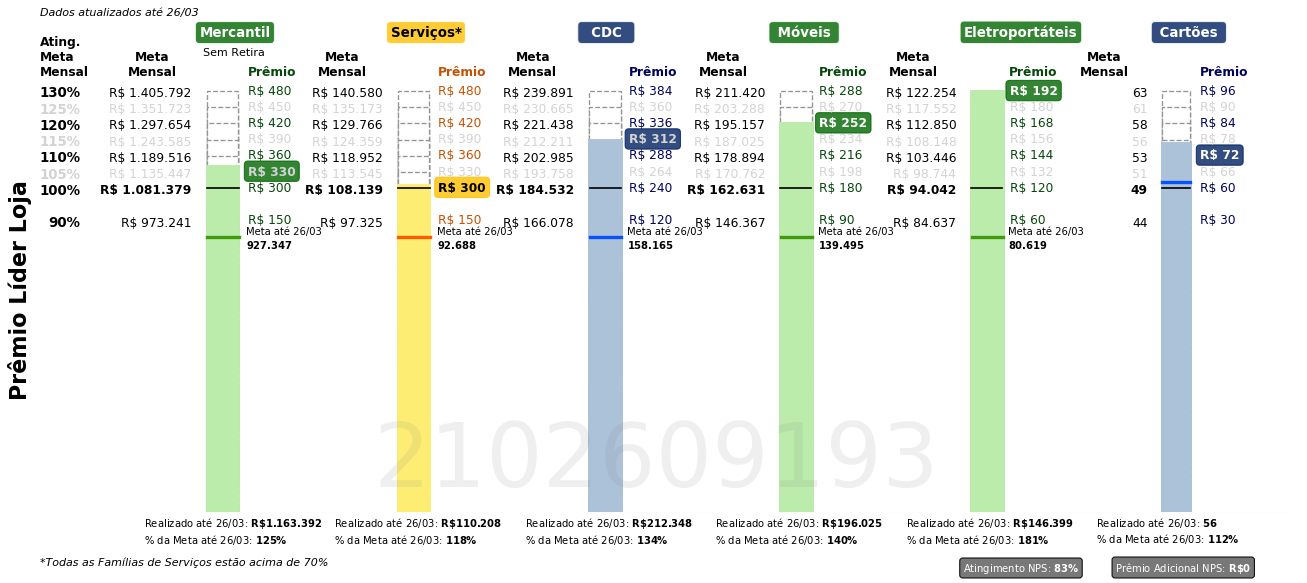 Dados atualizados até 26/03
Mercantil Serviços* CDC Móveis Eletroportáteis Cartões
Sem Retira
Ating. Meta Mensal Meta Mensal Prêmio Meta Mensal Prêmio Meta Mensal Prêmio Meta Mensal Prêmio Meta Mensal Prêmio Meta Mensal Prêmio
130% R$ 1.405.792 R$ 480 R$ 140.580 R$ 480 R$ 239.891 R$ 384 R$ 211.420 R$ 288 R$ 122.254 R$ 192 63 R$ 96
125% R$ 1.351.723 R$ 450 R$ 135.173 R$ 450 R$ 230.665 R$ 360 R$ 203.288 R$ 270 R$ 117.552 R$ 180 61 R$ 90
120% R$ 1.297.654 R$ 420 R$ 129.766 R$ 420 R$ 221.438 R$ 336 R$ 195.157 R$ 252 R$ 112.850 R$ 168 58 R$ 84
115% R$ 1.243.585 R$ 390 R$ 124.359 R$ 390 R$ 212.211 R$ 312 R$ 187.025 R$ 234 R$ 108.148 R$ 156 56 R$ 78
110% R$ 1.189.516 R$ 360 R$ 118.952 R$ 360 R$ 202.985 R$ 288 R$ 178.894 R$ 216 R$ 103.446 R$ 144 53 R$ 72
105% R$ 1.135.447 R$ 330 R$ 113.545 R$ 330 R$ 193.758 R$ 264 R$ 170.762 R$ 198 R$ 98.744 R$ 132 51 R$ 66
100% R$ 1.081.379 R$ 300 R$ 108.139 R$ 300 R$ 184.532 R$ 240 R$ 162.631 R$ 180 R$ 94.042 R$ 120 49 R$ 60
90% R$ 973.241 R$ 150 R$ 97.325 R$ 150 R$ 166.078 R$ 120 R$ 146.367 R$ 90 R$ 84.637 R$ 60 44 R$ 30
Meta até 26/03 Meta até 26/03 Meta até 26/03 Meta até 26/03 Meta até 26/03
927.347 92.688 158.165 139.495 80.619
Prêmio Líder Loja
2102609193
Realizado até 26/03: R$1.163.392 Realizado até 26/03: R$110.208 Realizado até 26/03: R$212.348 Realizado até 26/03: R$196.025 Realizado até 26/03: R$146.399 Realizado até 26/03: 56
% da Meta até 26/03: 125% % da Meta até 26/03: 118% % da Meta até 26/03: 134% % da Meta até 26/03: 140% % da Meta até 26/03: 181% % da Meta até 26/03: 112%
*Todas as Famílias de Serviços estão acima de 70%
Atingimento NPS: 83% Prêmio Adicional NPS: R$0